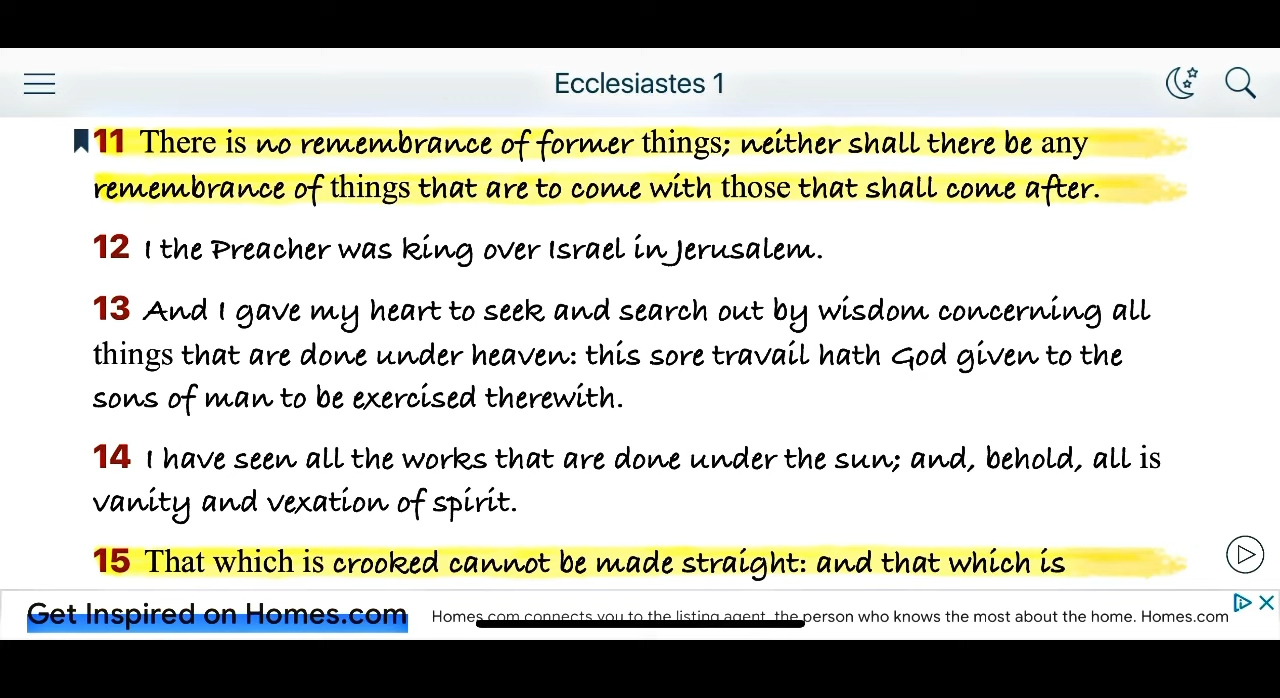 Ecclesiastes 1
11 There is no remembrance of former things; neither shall there be any
remembrance of things that are to come with those that shall come after.
12 I the Preacher was king over Israel in Jerusalem.
13 And I gave my heart to seek and search out by wisdom concerning all
things that are done under heaven: this sore travail hath God given to the
sons of man to be exercised therewith.
14 I have seen all the works that are done under the sun; and, behold, all is
vanity and vexation of spirit.
15 That which is crooked cannot be made straight: and that which is
Get Inspired on Homes.com
Homes.com connects you to the listing agent, the person who knows the most about the home. Homes.com